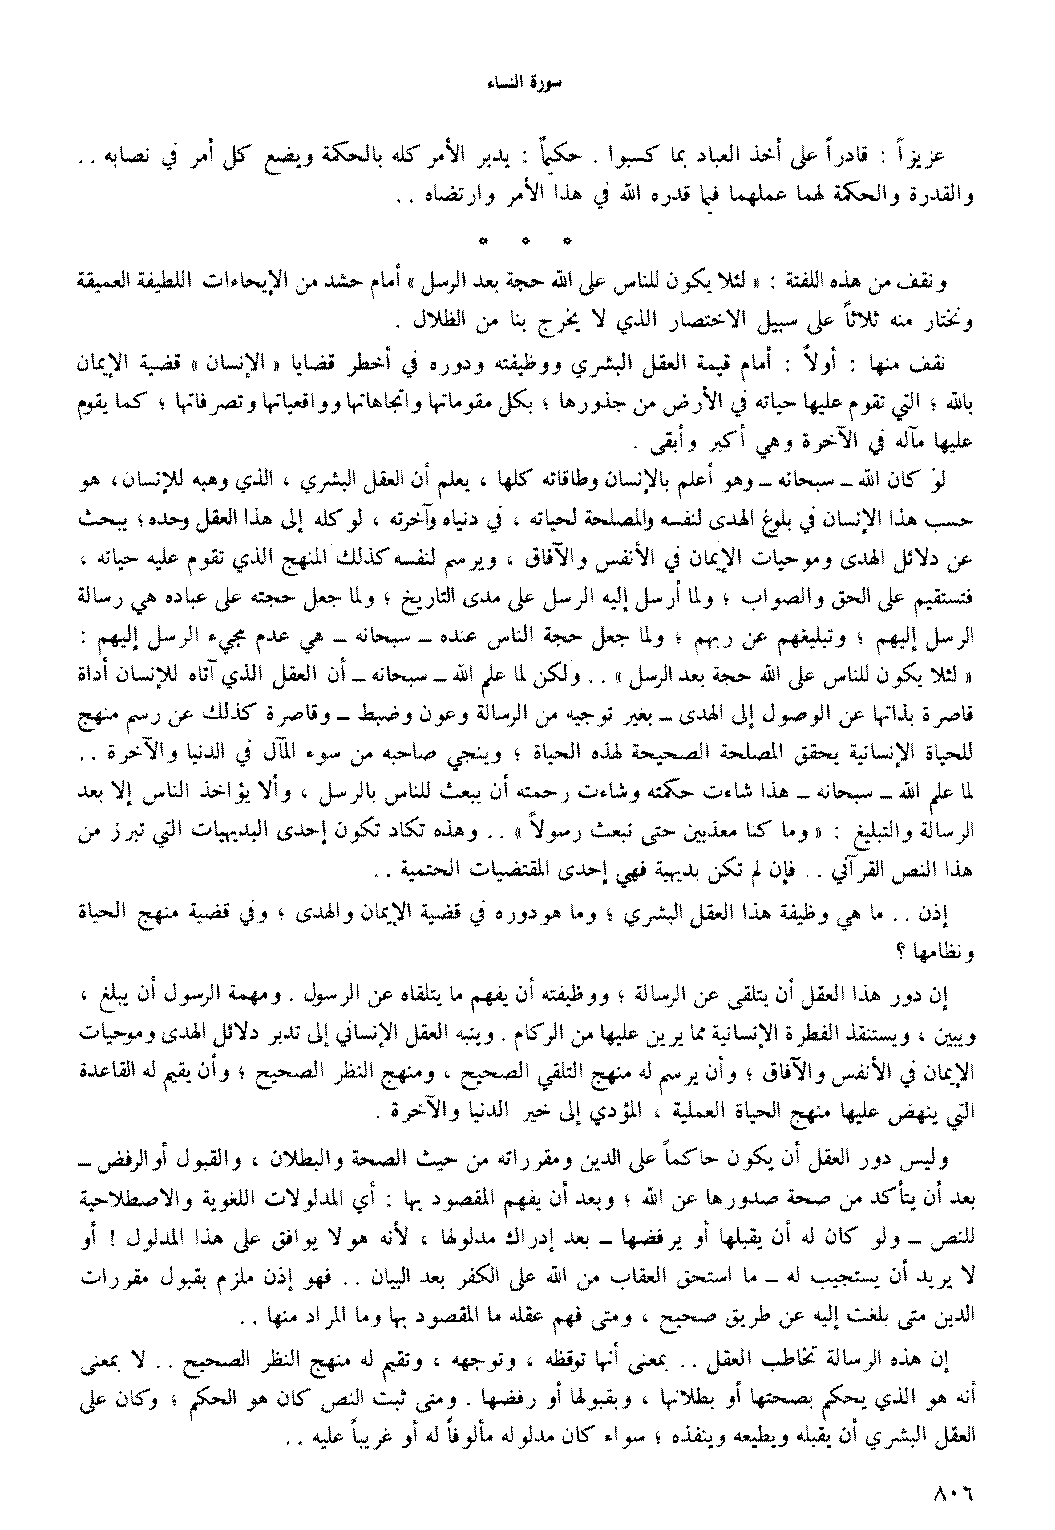 سورة النساء
عزيزاً : قادراً على أخذ العباد بما كسبوا . حكيماً : يدبر الأمر كله بالحكمة ويضع كل أمر في نصابه . .
والقدرة والحكمة لهما عملهما فيما قدره الله في هذا الأمر وارتضاه . .
* * *
ونقف من هذه اللفتة : « لئلا يكون للناس على الله حجة بعد الرسل » أمام حشد من الإيحاءات اللطيفة العميقة
ونختار منه ثلاثاً على سبيل الاختصار الذي لا يخرج بنا من الظلال .
نقف منها : أولاً : أمام قيمة العقل البشري ووظيفته ودوره في أخطر قضايا « الإنسان » قضية الإيمان
بالله ؛ التي تقوم عليها حياته في الأرض من جذورها ؛ بكل مقوماتها واتجاهاتها وواقعياتها وتصرفاتها ؛ كما يقوم
عليها مآله في الآخرة وهي أكبر وأبقى .
لو كان الله ـ سبحانه ـ وهو أعلم بالإنسان وطاقاته كلها ، يعلم أن العقل البشري ، الذي وهبه للإنسان ، هو
حسب هذا الإنسان في بلوغ الهدى لنفسه والمصلحة لحياته ، في دنياه وآخرته ، لوكله إلى هذا العقل وحده ؛ يبحث
عن دلائل الهدى وموحيات الإيمان في الأنفس والآفاق ، ويرسم لنفسه كذلك المنهج الذي تقوم عليه حياته ،
فتستقيم على الحق والصواب ؛ ولما أرسل إليه الرسل على مدى التاريخ ؛ ولما جعل حجته على عباده هي رسالة
الرسل إليهم ؛ وتبليغهم عن ربهم ؛ ولما جعل حجة الناس عنده ـ سبحانه ـ هي عدم مجيء الرسل إليهم :
« لئلا يكون للناس على الله حجة بعد الرسل » . . ولكن لما علم الله ـ سبحانه ـ أن العقل الذي آتاه للإنسان أداة
قاصرة بذاتها عن الوصول إلى الهدى ـ بغير توجيه من الرسالة وعون وضبط ـ وقاصرة كذلك عن رسم منهج
للحياة الإنسانية يحقق المصلحة الصحيحة لهذه الحياة ؛ وينجي صاحبه من سوء المآل في الدنيا والآخرة . .
لما علم الله ـ سبحانه ـ هذا شاءت حكمته وشاءت رحمته أن يبعث للناس بالرسل ، وألا يؤاخذ الناس إلا بعد
الرسالة والتبليغ : « وما كنا معذبين حتى نبعث رسولاً » . . وهذه تكاد تكون إحدى البديهيات التي تبرز من
هذا النص القرآني . . فإن لم تكن بديهية فهي إحدى المقتضيات الحتمية . .
إذن . . ما هي وظيفة هذا العقل البشري ؛ وما هو دوره في قضية الإيمان والهدى ؛ وفي قضية منهج الحياة
ونظامها ؟
إن دور هذا العقل أن يتلقى عن الرسالة ؛ ووظيفته أن يفهم ما يتلقاه عن الرسول . ومهمة الرسول أن يبلغ ،
ويبين ، ويستنقذ الفطرة الإنسانية مما يرين عليها من الركام . وينبه العقل الإنساني إلى تدبر دلائل الهدى وموحيات
الإيمان في الأنفس والآفاق ؛ وأن يرسم له منهج التلقي الصحيح ، ومنهج النظر الصحيح ؛ وأن يقيم له القاعدة
التي ينهض عليها منهج الحياة العملية ، المؤدي إلى خير الدنيا والآخرة .
وليس دور العقل أن يكون حاكماً على الدين ومقرراته من حيث الصحة والبطلان ، والقبول أو الرفض ـ
بعد أن يتأكد من صحة صدورها عن الله ؛ وبعد أن يفهم المقصود بها : أي المدلولات اللغوية والاصطلاحية
للنص ـ ولو كان له أن يقبلها أو يرفضها ـ بعد إدراك مدلولها ، لأنه هو لا يوافق على هذا المدلول ! أو
لا يريد أن يستجيب له ـ ما استحق العقاب من الله على الكفر بعد البيان . . فهو إذن ملزم بقبول مقررات
الدين متى بلغت إليه عن طريق صحيح ، ومتى فهم عقله ما المقصود بها وما المراد منها . .
إن هذه الرسالة تخاطب العقل . . بمعنى أنها توقظه ، وتوجهه ، وتقيم له منهج النظر الصحيح . . لا بمعنى
أنه هو الذي يحكم بصحتها أو بطلانها ، وبقبولها أو رفضها . ومتى ثبت النص كان هو الحكم ؛ وكان على
العقل البشري أن يقبله ويطيعه وينفذه ؛ سواء كان مدلوله مألوفاً له أو غريباً عليه . .
٨٠٦